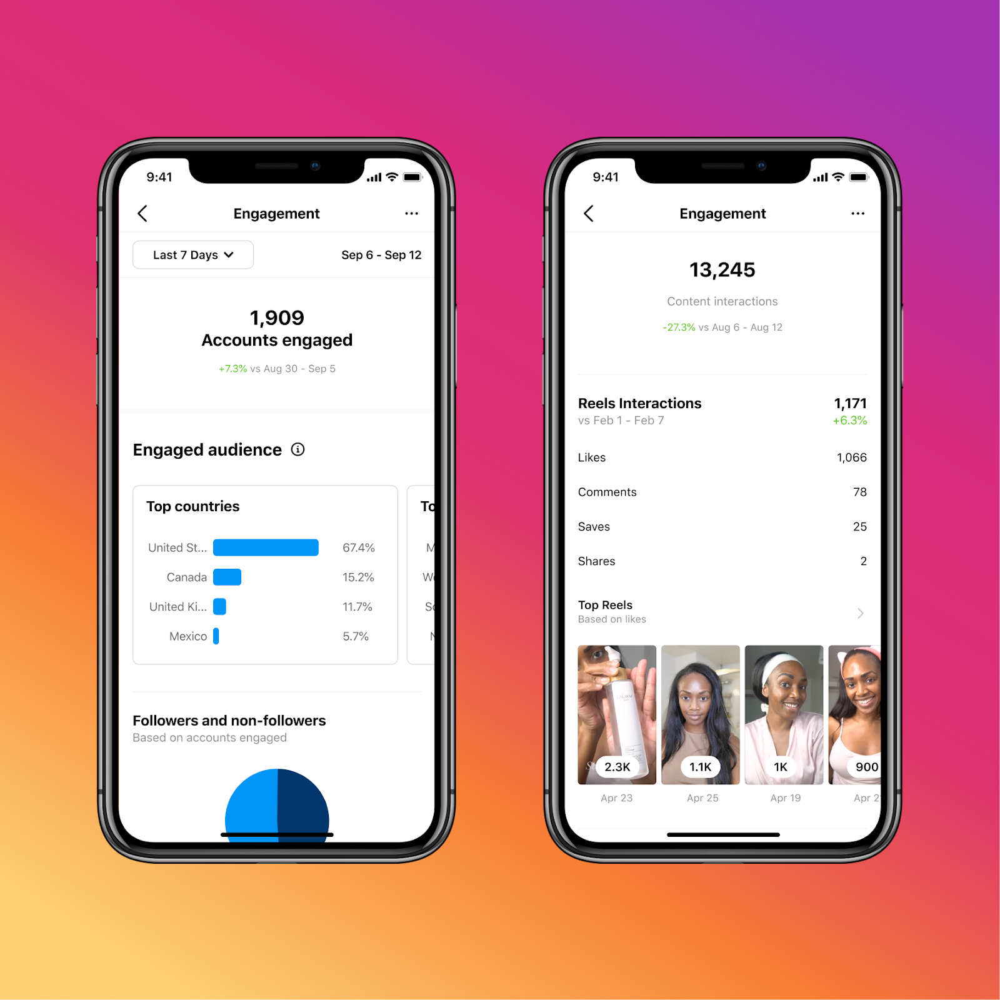 9:41
Engagement
Last 7 Days
Sep 6 - Sep 12
1,909
Accounts engaged
+7.3% vs Aug 30 - Sep 5
Engaged audience
Top countries
United St... 67.4%
Canada 15.2%
United Ki... 11.7%
Mexico 5.7%
To
M
We
So
N
Followers and non-followers
Based on accounts engaged
9:41
Engagement
13,245
Content interactions
-27.3% vs Aug 6 - Aug 12
Reels Interactions 1,171
vs Feb 1 - Feb 7 +6.3%
Likes 1,066
Comments 78
Saves 25
Shares 2
Top Reels
Based on likes
2.3K 1.1K 1K 900
Apr 23 Apr 25 Apr 19 Apr 2